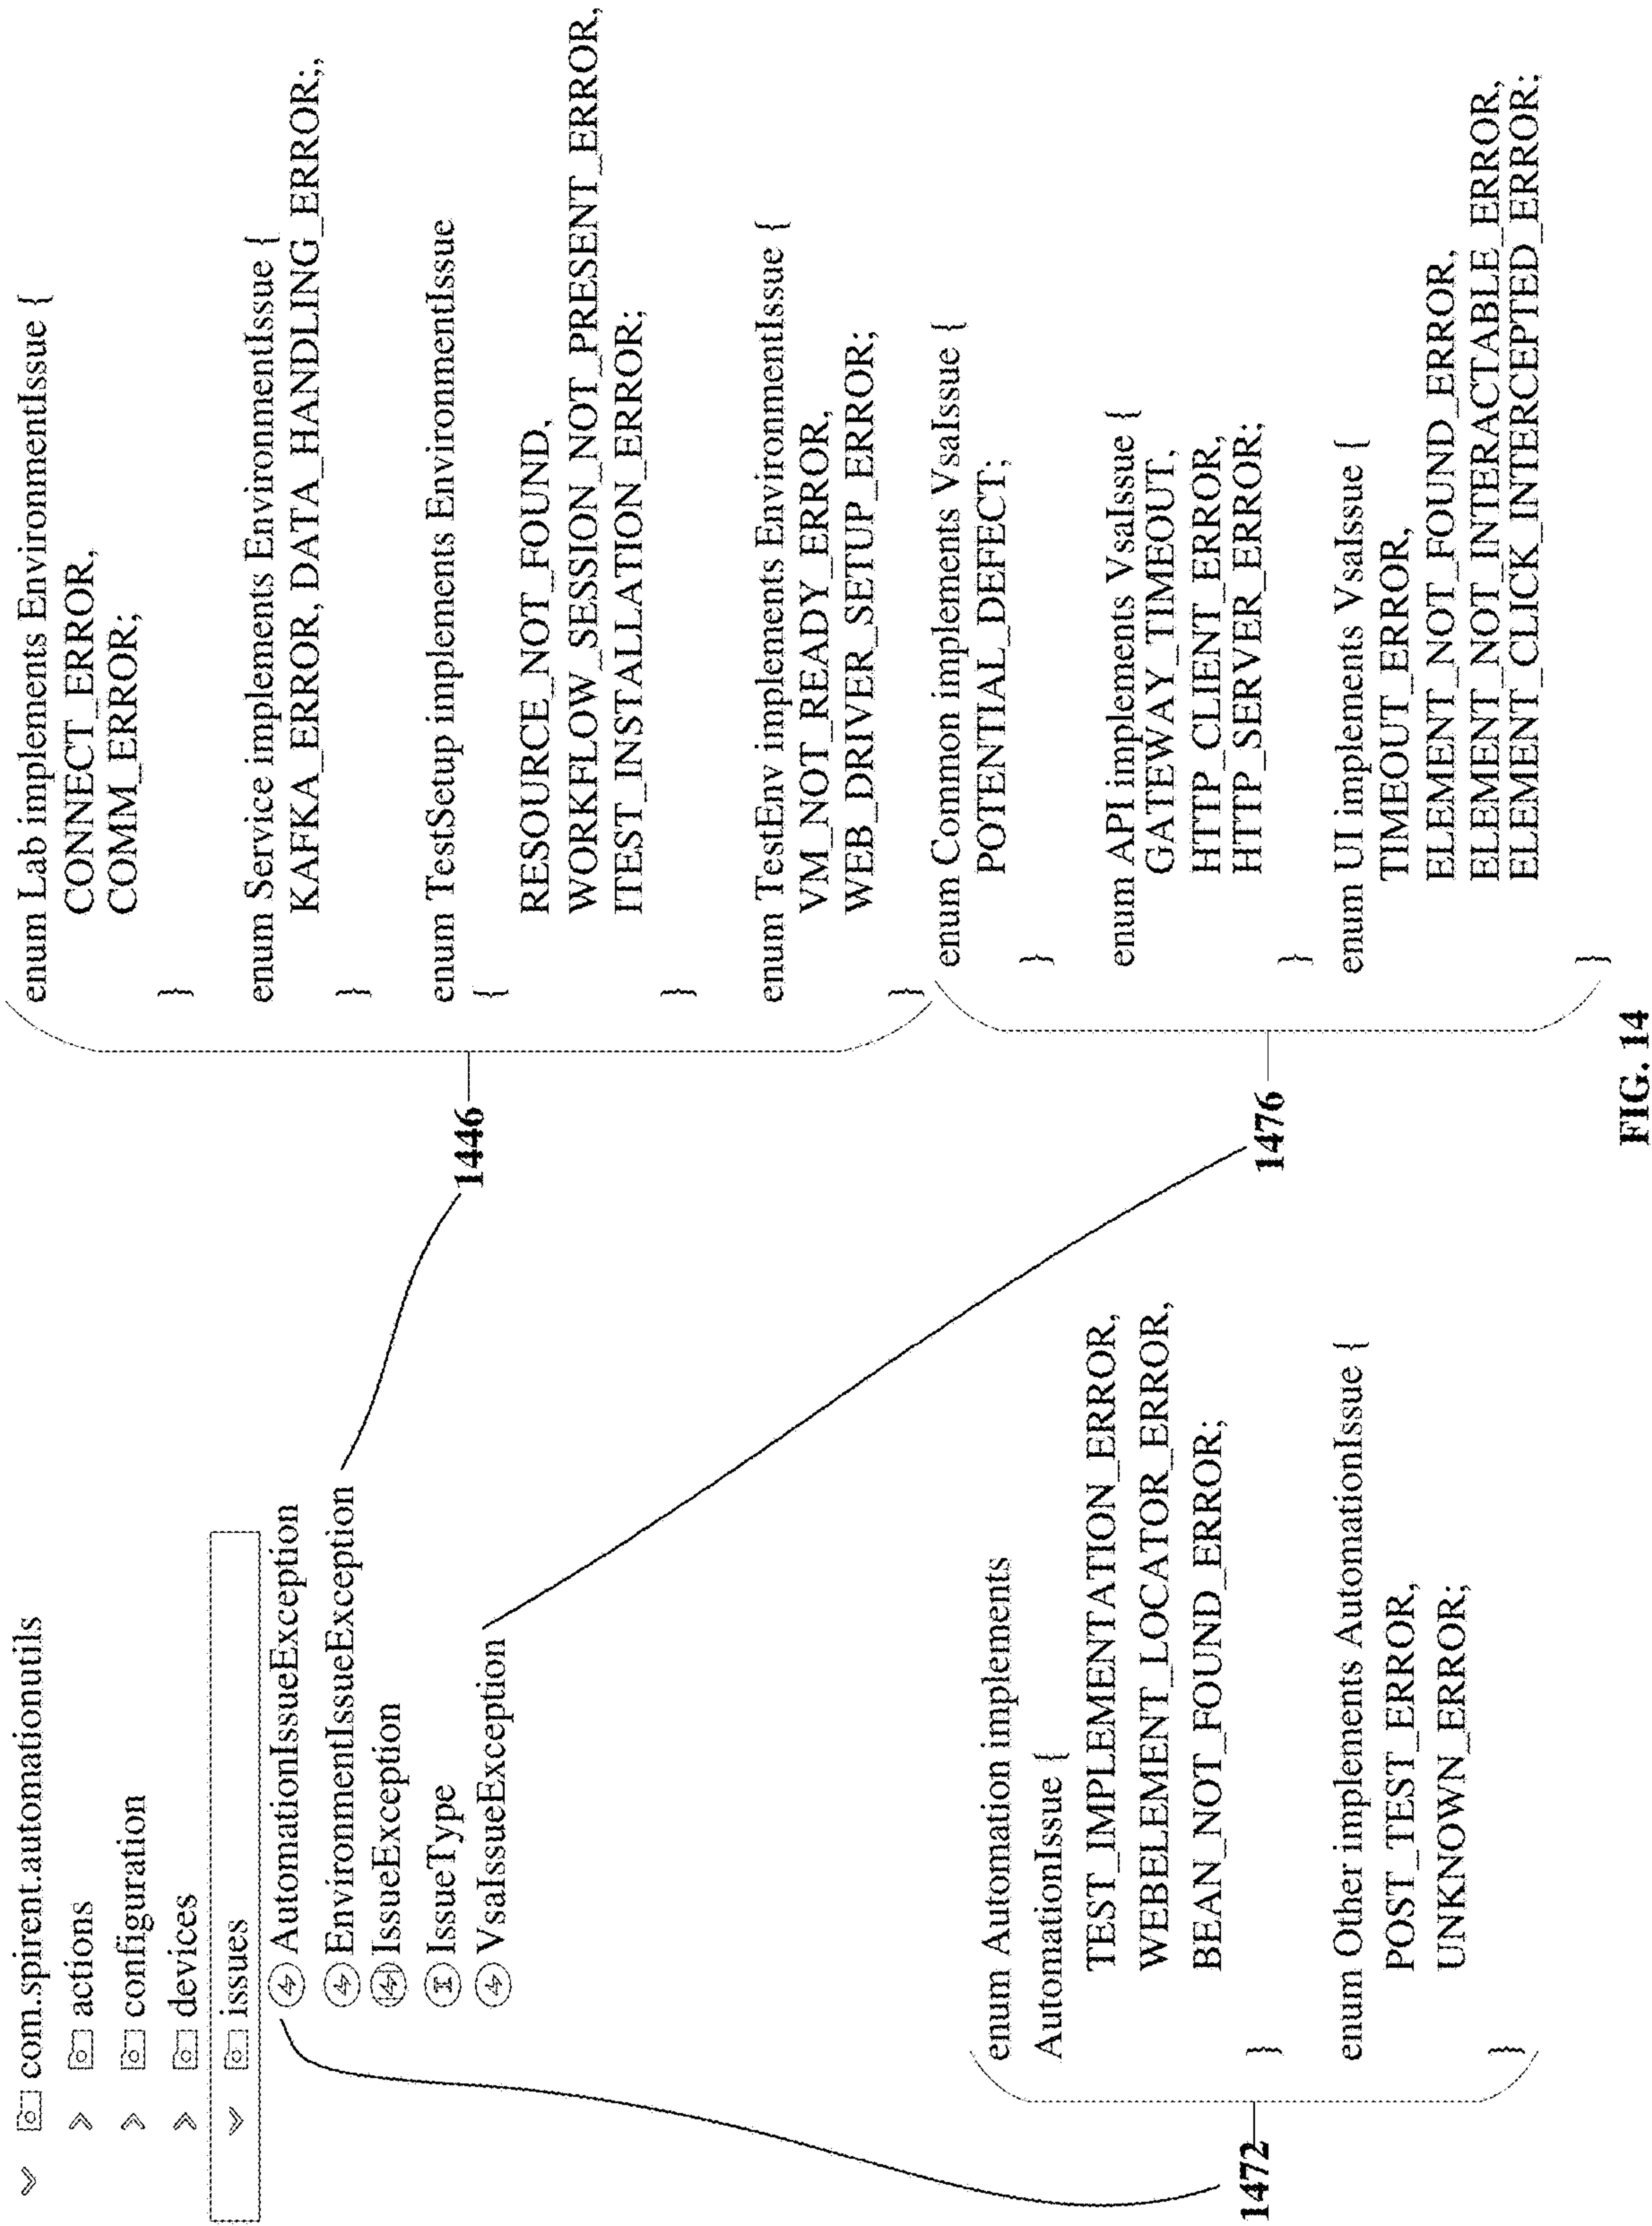 com.spirent.automationutils
actions
configuration
devices
issues
AutomationIssueException
EnvironmentIssueException
IssueException
I IssueType
VsaIssueException
1446
enum Lab implements EnvironmentIssue {
CONNECT_ERROR,
COMM_ERROR;
}
enum Service implements EnvironmentIssue {
KAFKA_ERROR, DATA_HANDLING_ERROR;,
}
enum TestSetup implements EnvironmentIssue
{
RESOURCE_NOT_FOUND,
WORKFLOW_SESSION_NOT_PRESENT_ERROR,
ITEST_INSTALLATION_ERROR;
}
enum TestEnv implements EnvironmentIssue {
VM_NOT_READY_ERROR,
WEB_DRIVER_SETUP_ERROR;
}
1472
enum Automation implements
AutomationIssue {
TEST_IMPLEMENTATION_ERROR,
WEBELEMENT_LOCATOR_ERROR,
BEAN_NOT_FOUND_ERROR;
}
enum Other implements AutomationIssue {
POST_TEST_ERROR,
UNKNOWN_ERROR;
}
1476
enum Common implements VsaIssue {
POTENTIAL_DEFECT;
}
enum API implements VsaIssue {
GATEWAY_TIMEOUT,
HTTP_CLIENT_ERROR,
HTTP_SERVER_ERROR;
}
enum UI implements VsaIssue {
TIMEOUT_ERROR,
ELEMENT_NOT_FOUND_ERROR,
ELEMENT_NOT_INTERACTABLE_ERROR,
ELEMENT_CLICK_INTERCEPTED_ERROR;
}
FIG. 14